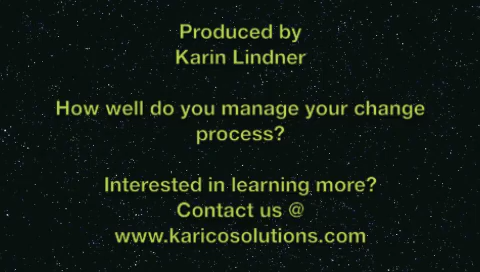 Produced by
Karin Lindner
How well do you manage your change
process?
Interested in learning more?
Contact us @
www.karicosolutions.com